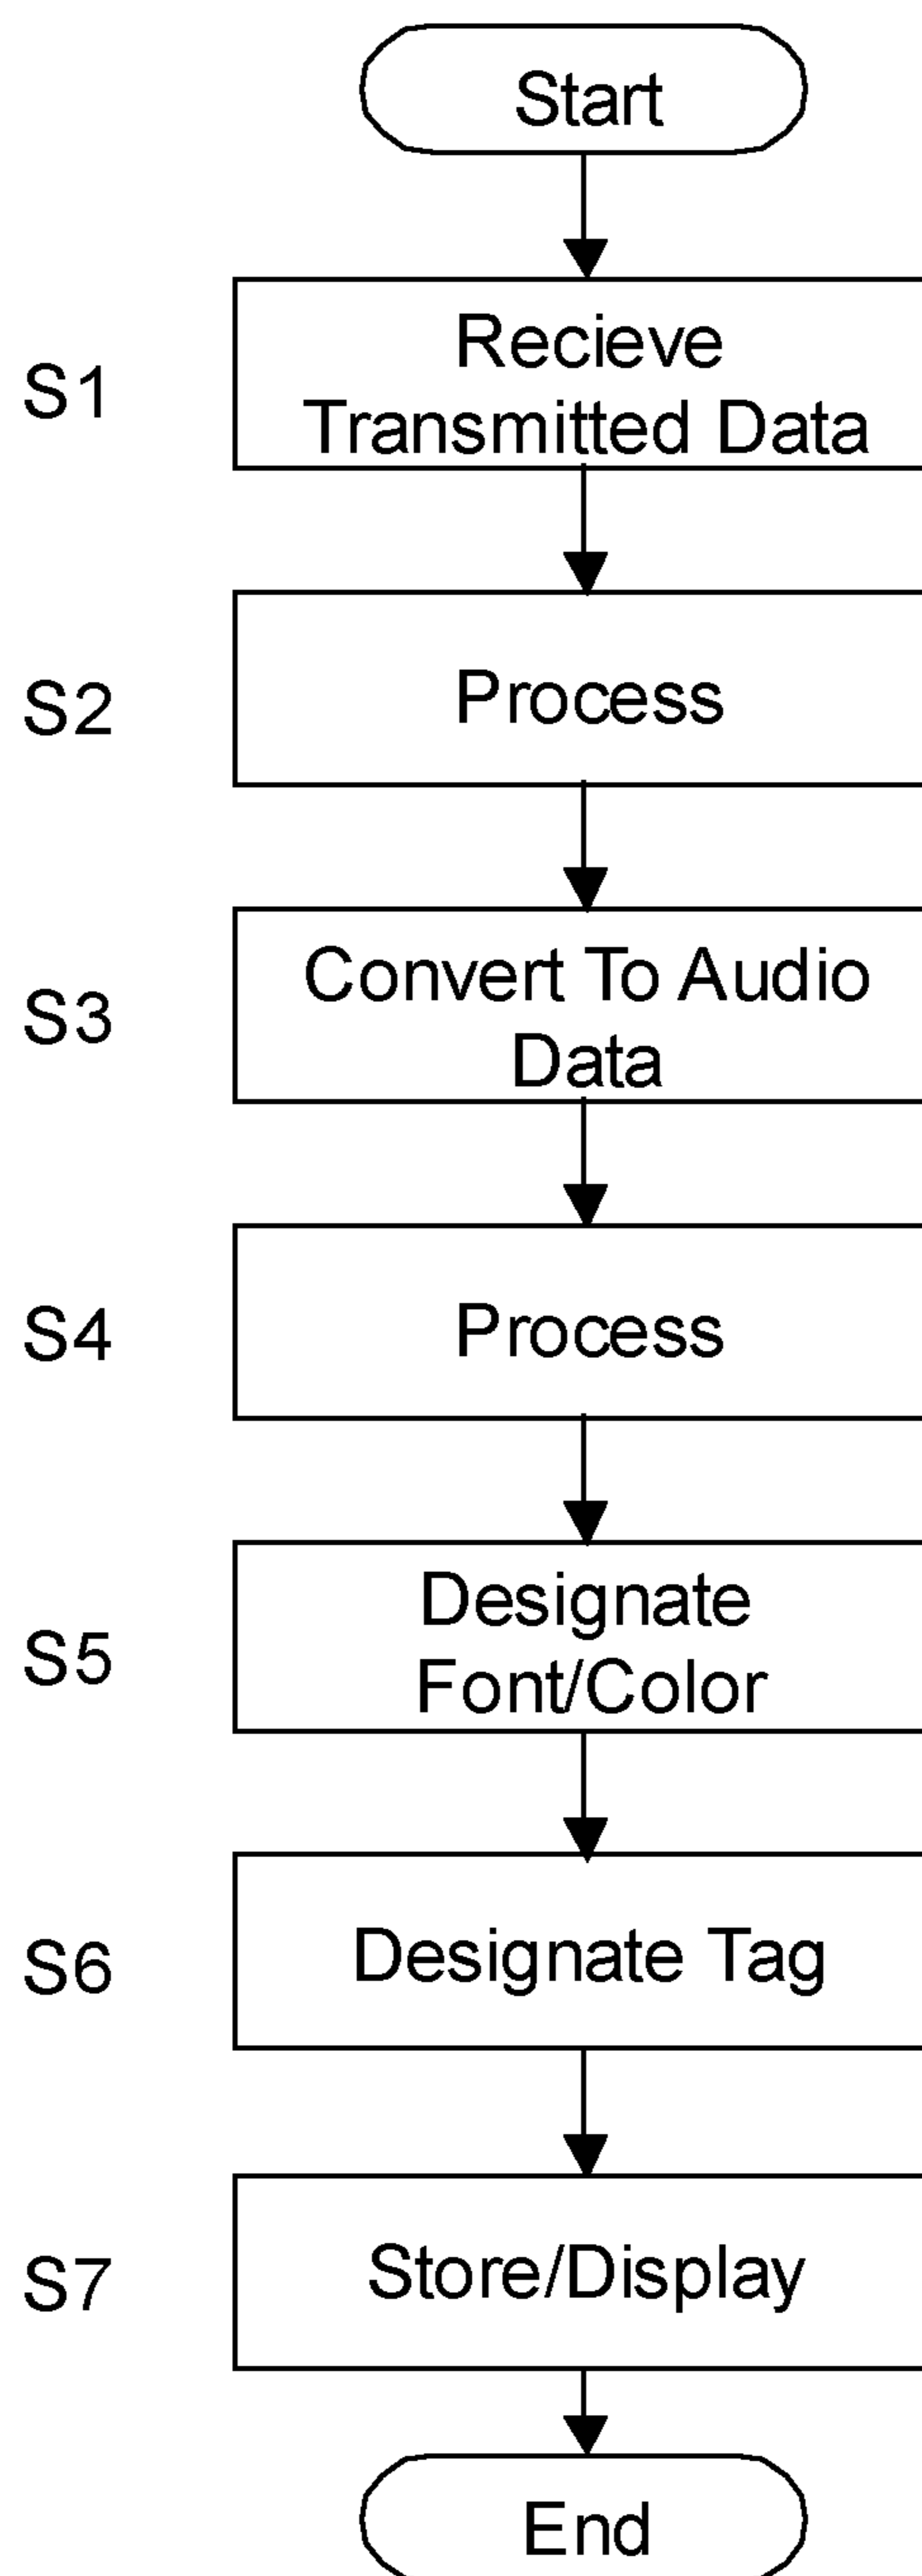 Start
S1
Recieve
Transmitted Data
S2
Process
S3
Convert To Audio
Data
S4
Process
S5
Designate
Font/Color
S6
Designate Tag
S7
Store/Display
End